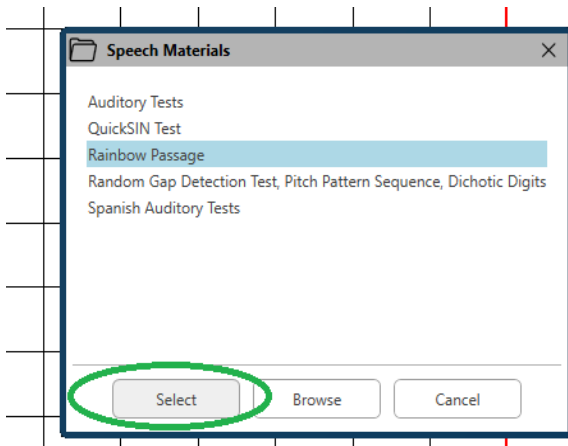 Speech Materials
Auditory Tests
QuickSIN Test
Rainbow Passage
Random Gap Detection Test, Pitch Pattern Sequence, Dichotic Digits
Spanish Auditory Tests
Select Browse Cancel